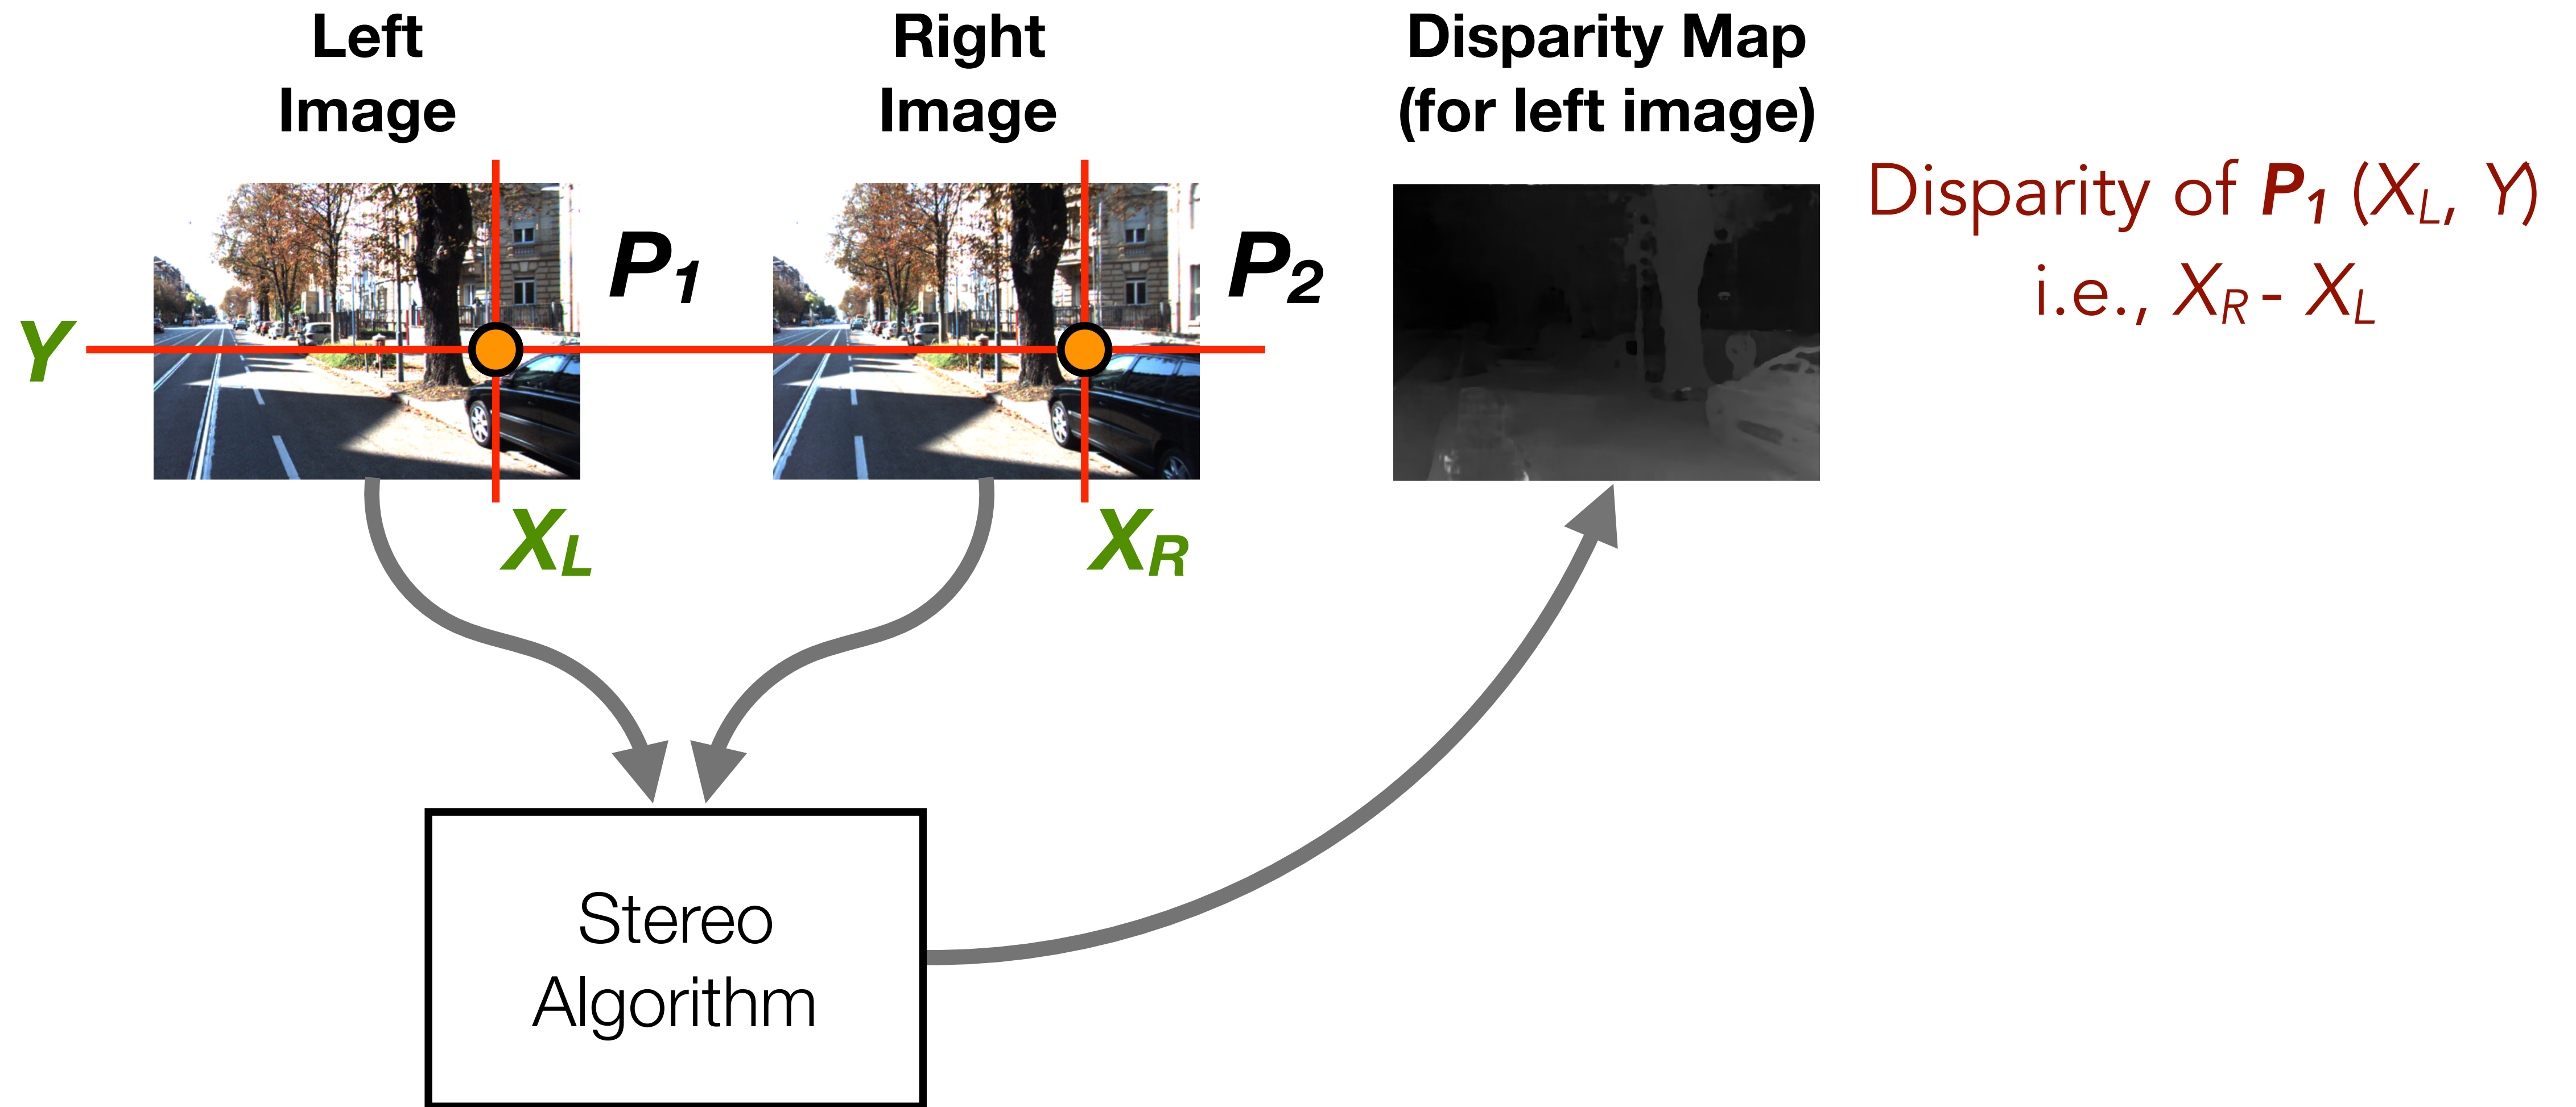 Left
Image
Right
Image
Disparity Map
(for left image)
Disparity of P1 (XL, Y)
i.e., XR - XL
P1
P2
Y
XL
XR
Stereo
Algorithm